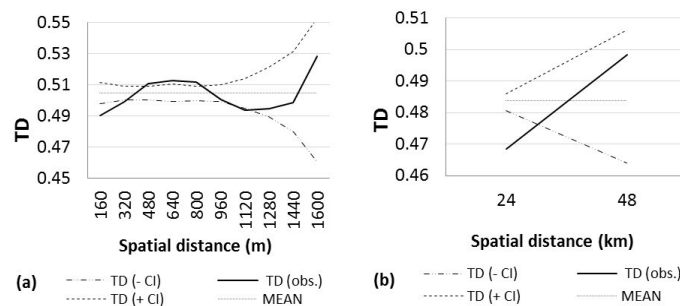 0.55
0.53
0.51
0.49
0.47
0.45
TD
160
320
480
640
800
960
1120
1280
1440
1600
Spatial distance (m)
(a)
TD (- CI)
TD (obs.)
TD (+ CI)
MEAN
0.51
0.5
0.49
0.48
0.47
0.46
TD
24
48
Spatial distance (km)
(b)
TD (- CI)
TD (obs.)
TD (+ CI)
MEAN